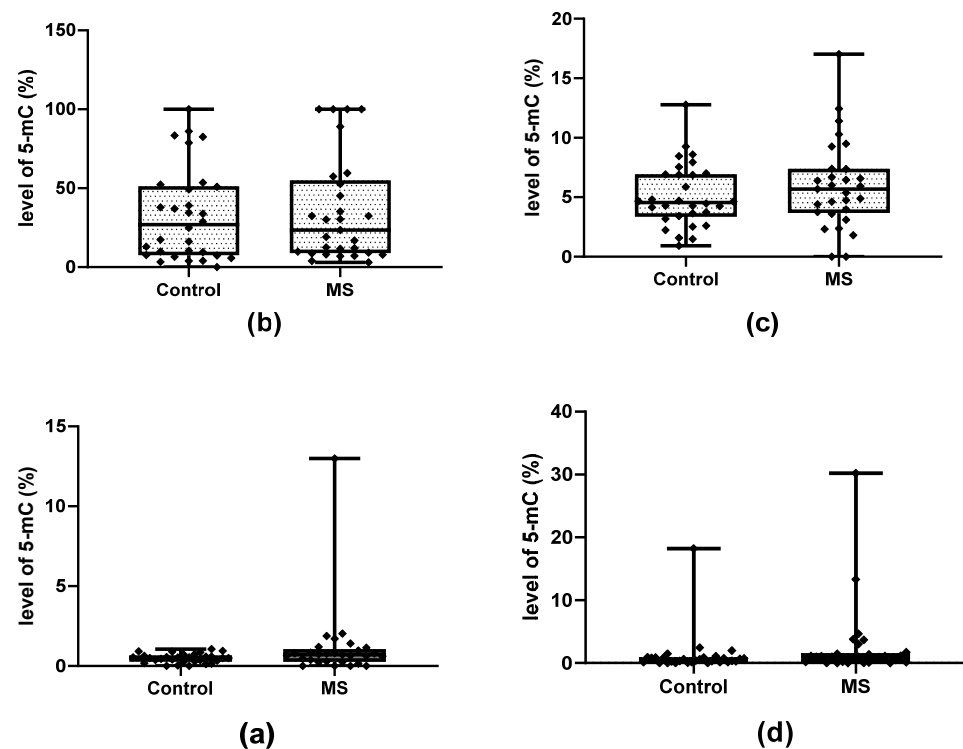 level of 5-mC (%)
150
100
50
0
Control MS
(b)
level of 5-mC (%)
20
15
10
5
0
Control MS
(c)
level of 5-mC (%)
15
10
5
0
Control MS
(a)
level of 5-mC (%)
40
30
20
10
0
Control MS
(d)